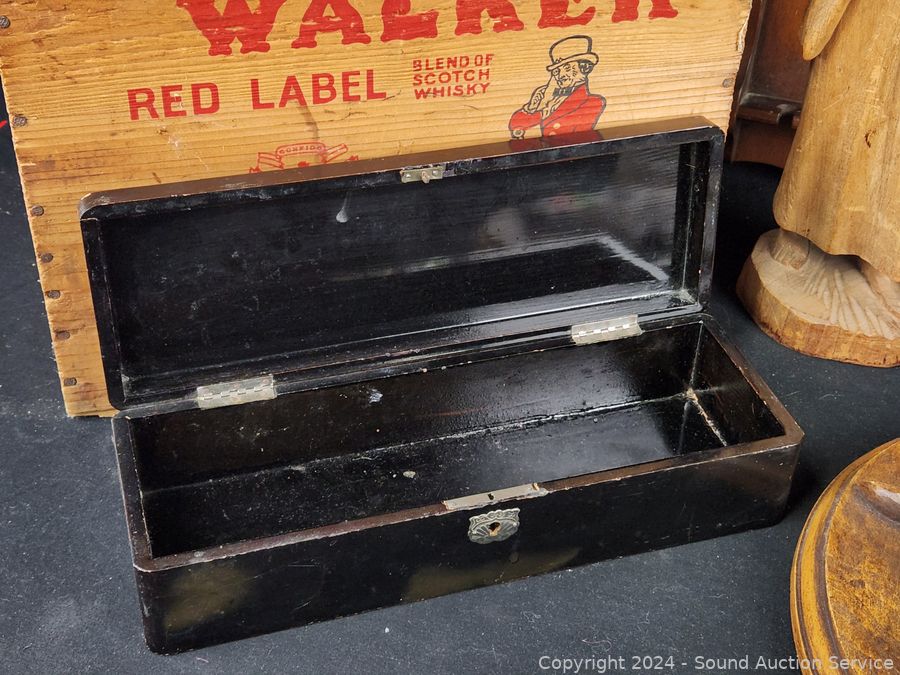 WALKER
RED LABEL
BLEND OF
SCOTCH
WHISKY
Copyright © 2024 - Sound Auction Service